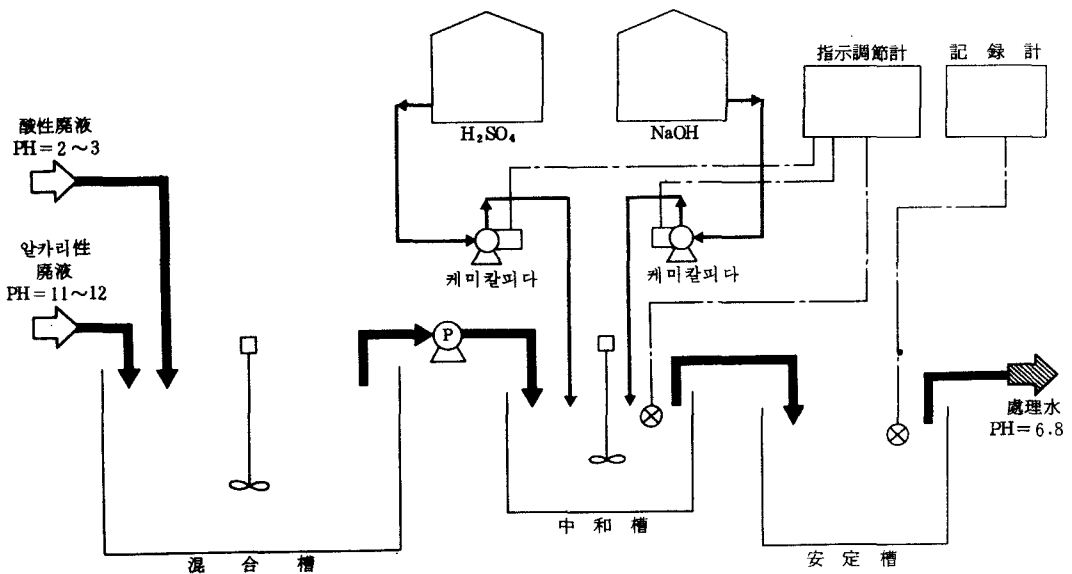 指示調節計
記録計
H₂SO₄
NaOH
酸性廢液
PH=2～3
알카리性
廢液
PH=11～12
케미칼피다
케미칼피다
P
處理水
PH=6.8
混合槽
中和槽
安定槽